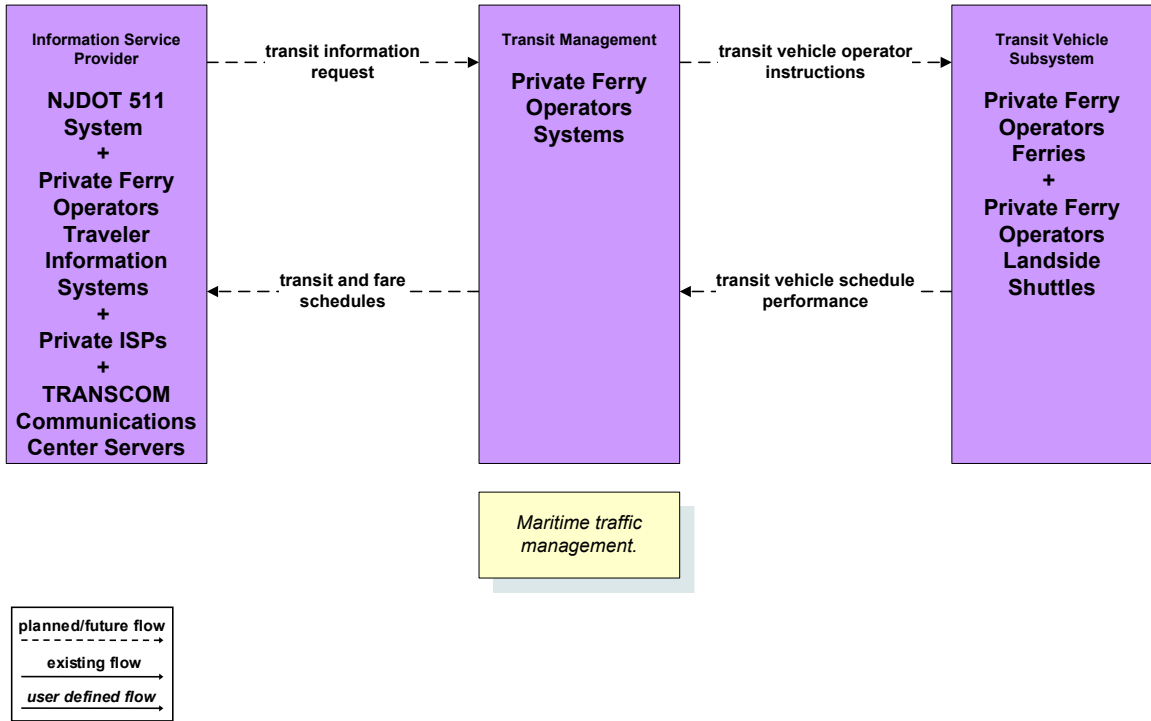 Information Service
Provider
NJDOT 511
System
+
Private Ferry
Operators
Traveler
Information
Systems
+
Private ISPs
+
TRANSCOM
Communications
Center Servers
transit information
request
transit and fare
schedules
Transit Management
Private Ferry
Operators
Systems
transit vehicle operator
instructions
transit vehicle schedule
performance
Transit Vehicle
Subsystem
Private Ferry
Operators
Ferries
+
Private Ferry
Operators
Landside
Shuttles
Maritime traffic
management.
planned/future flow
existing flow
user defined flow